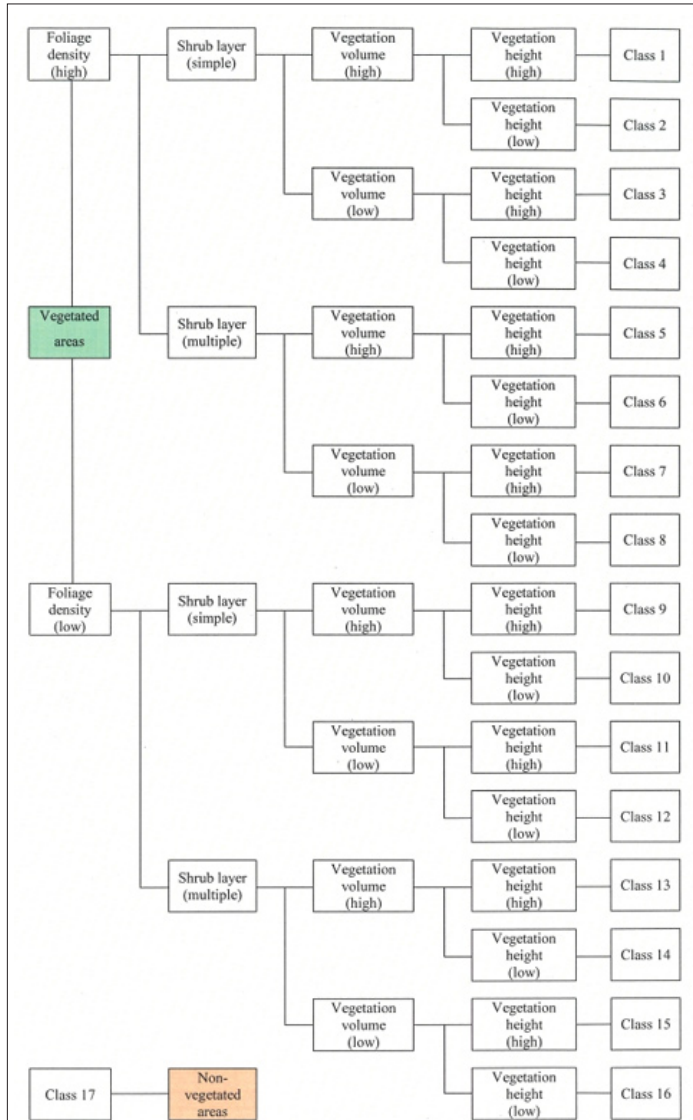 Foliage
density
(high)
Shrub layer
(simple)
Vegetation
volume
(high)
Vegetation
height
(high)
Class 1
Vegetation
height
(low)
Class 2
Vegetation
volume
(low)
Vegetation
height
(high)
Class 3
Vegetation
height
(low)
Class 4
Vegetated
areas
Shrub layer
(multiple)
Vegetation
volume
(high)
Vegetation
height
(high)
Class 5
Vegetation
height
(low)
Class 6
Vegetation
volume
(low)
Vegetation
height
(high)
Class 7
Vegetation
height
(low)
Class 8
Foliage
density
(low)
Shrub layer
(simple)
Vegetation
volume
(high)
Vegetation
height
(high)
Class 9
Vegetation
height
(low)
Class 10
Vegetation
volume
(low)
Vegetation
height
(high)
Class 11
Vegetation
height
(low)
Class 12
Shrub layer
(multiple)
Vegetation
volume
(high)
Vegetation
height
(high)
Class 13
Vegetation
height
(low)
Class 14
Vegetation
volume
(low)
Vegetation
height
(high)
Class 15
Class 17
Non-
vegetated
areas
Vegetation
height
(low)
Class 16